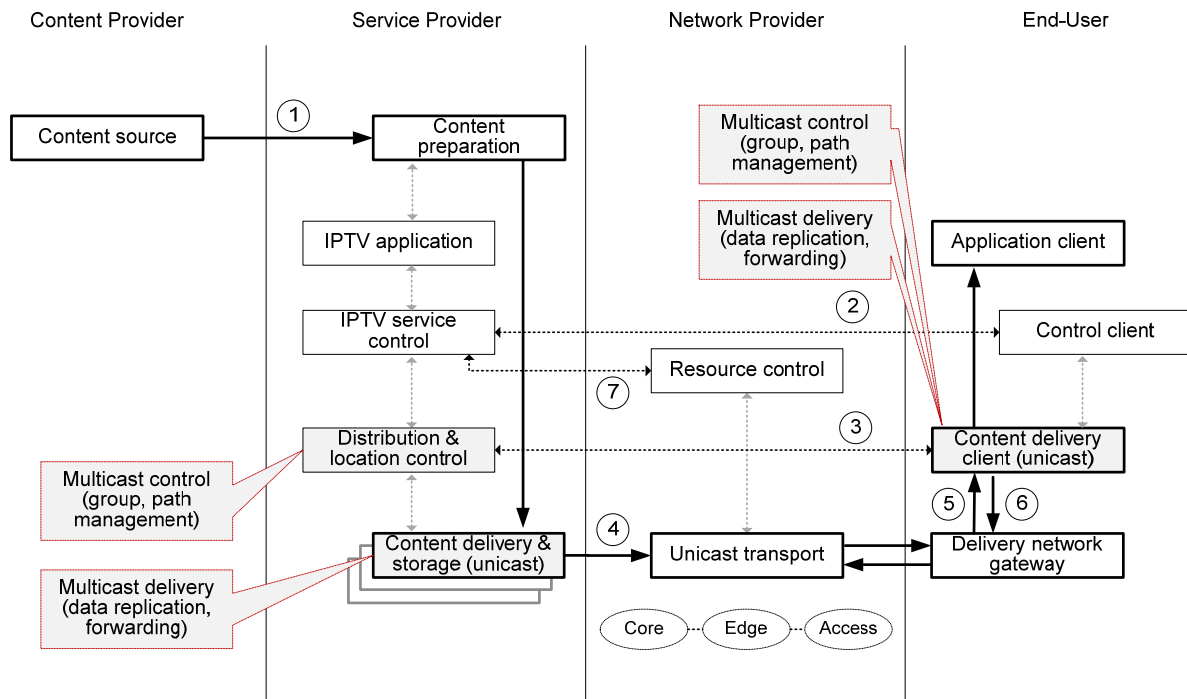 Content Provider
Service Provider
Network Provider
End-User
1
Content source
Content
preparation
Multicast control
(group, path
management)
Multicast delivery
(data replication,
forwarding)
IPTV application
Application client
2
IPTV service
control
Control client
Resource control
7
3
Distribution &
location control
Content delivery
client (unicast)
Multicast control
(group, path
management)
5
6
4
Content delivery &
storage (unicast)
Unicast transport
Delivery network
gateway
Multicast delivery
(data replication,
forwarding)
Core
Edge
Access